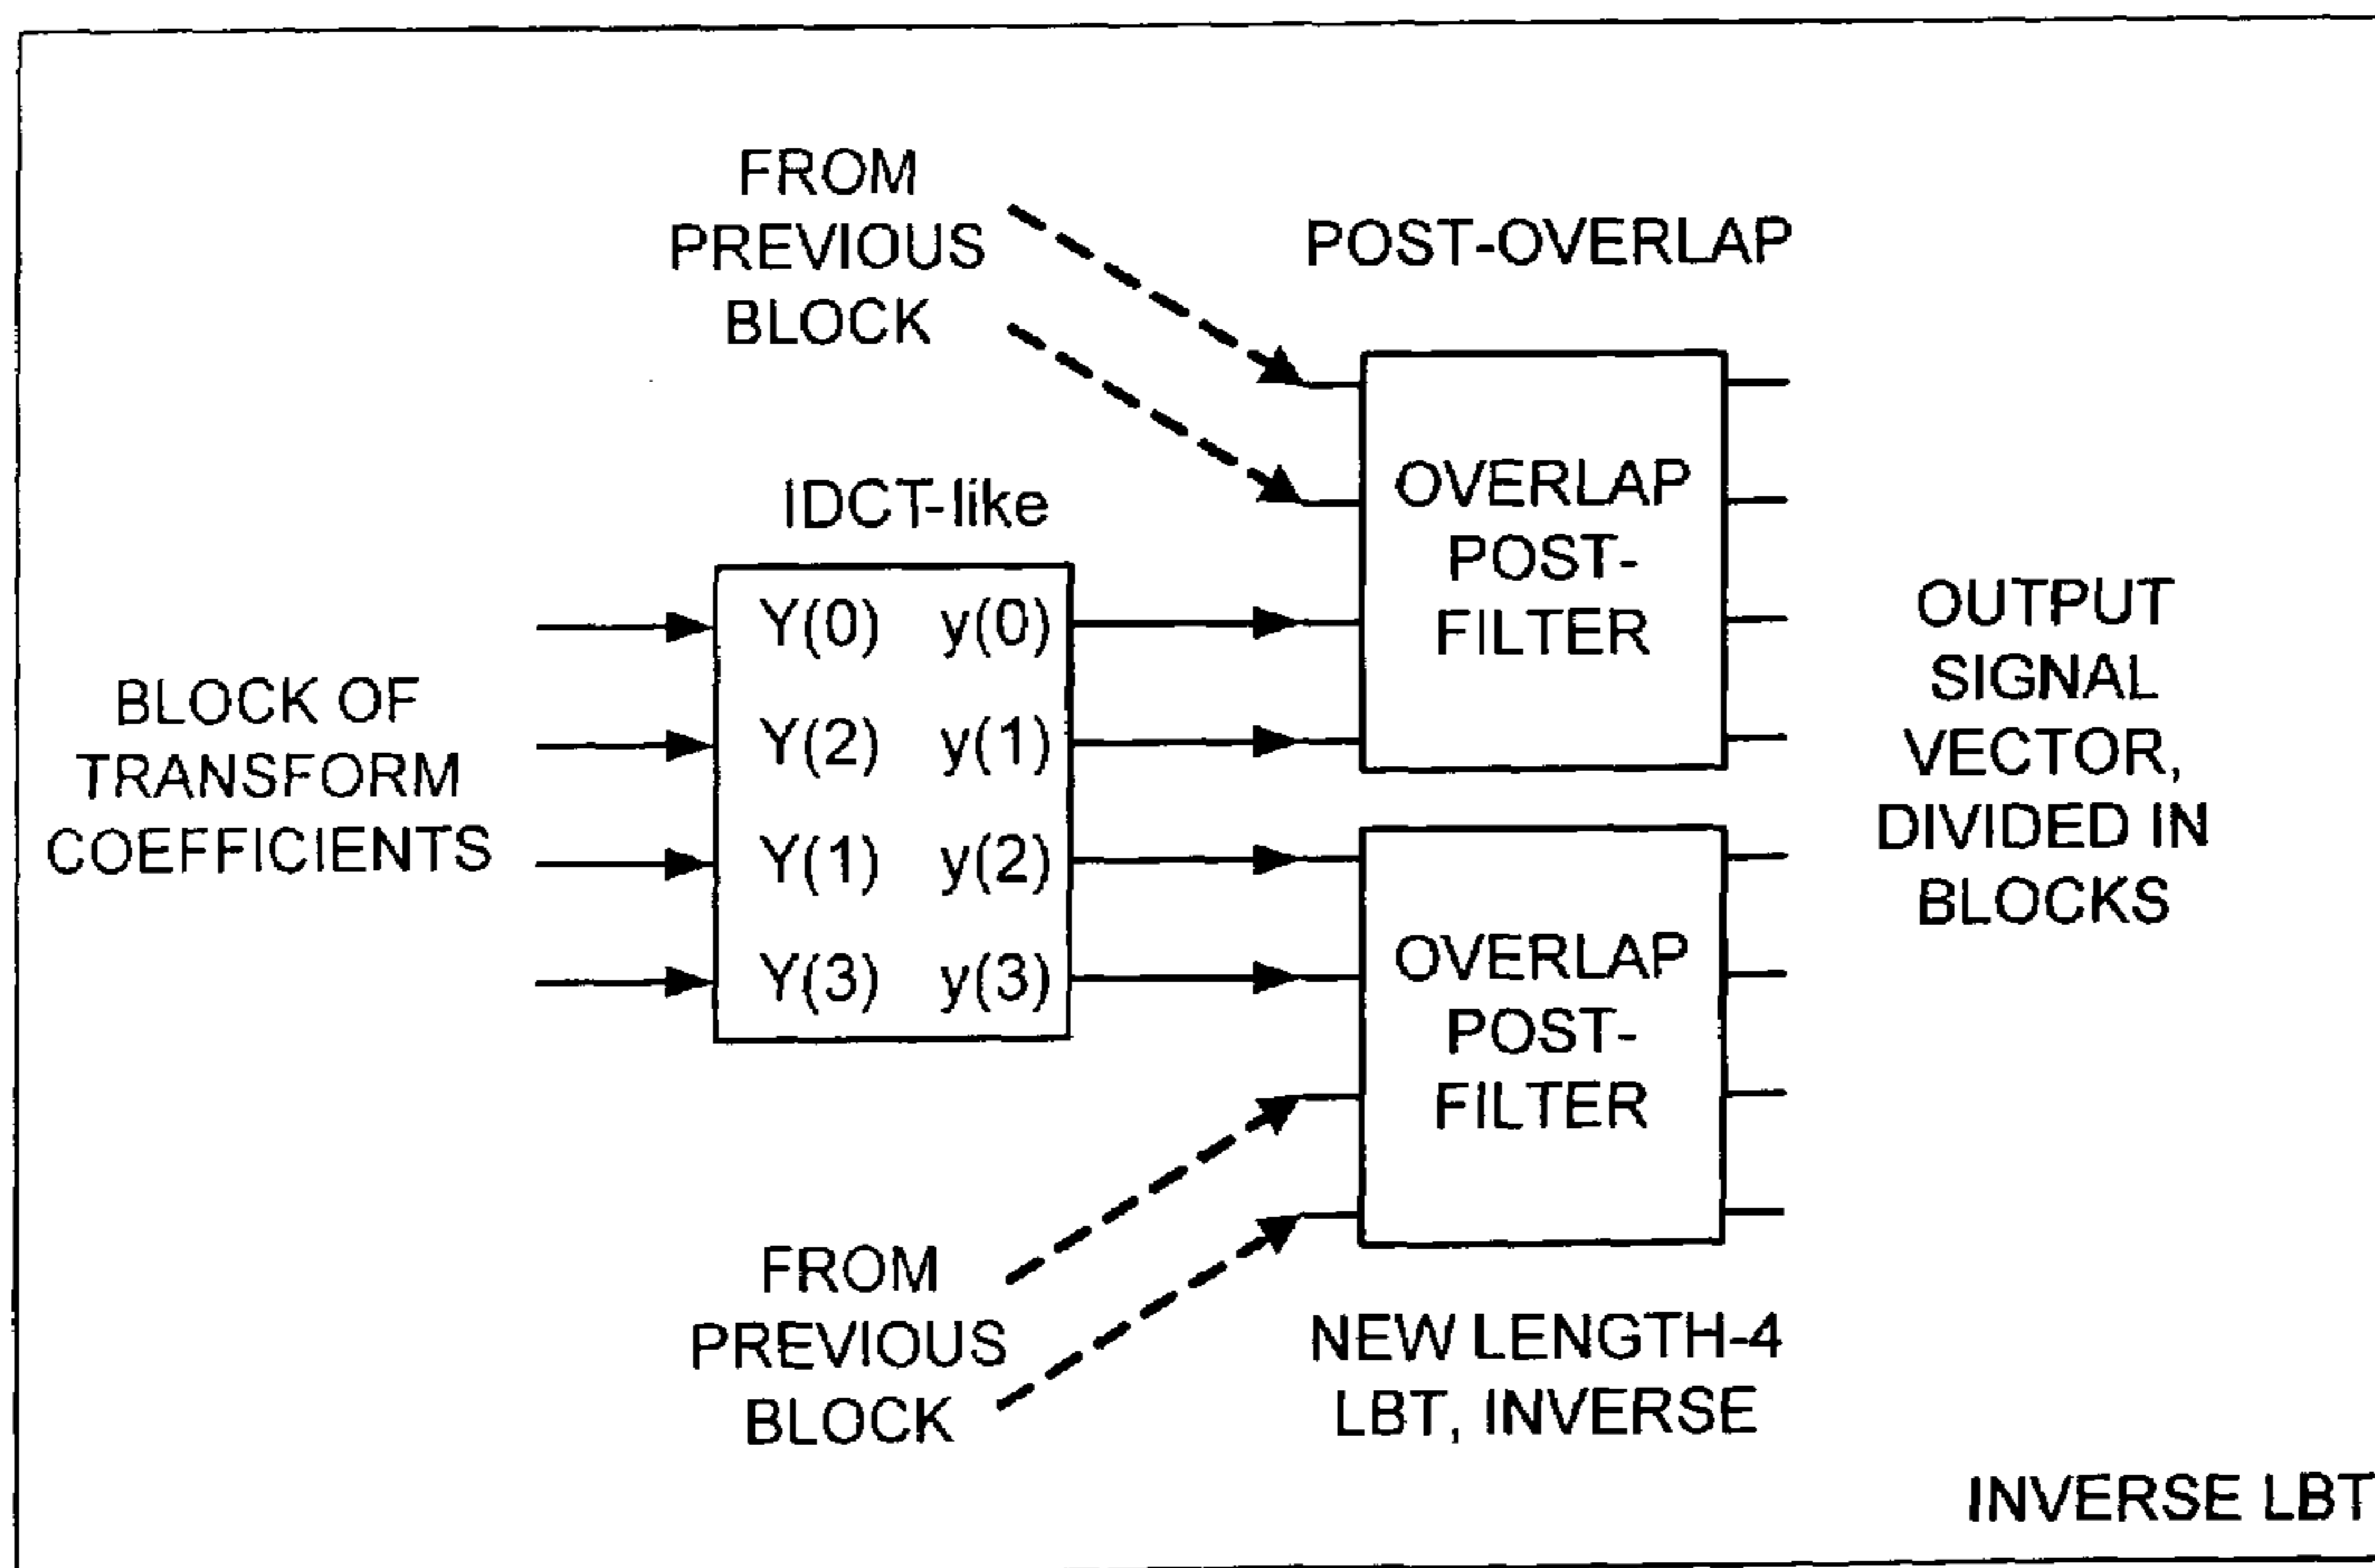 FROM
PREVIOUS
BLOCK
POST-OVERLAP
IDCT-like
OVERLAP
POST-
FILTER
Y(0) y(0)
Y(2) y(1)
Y(1) y(2)
Y(3) y(3)
BLOCK OF
TRANSFORM
COEFFICIENTS
OUTPUT
SIGNAL
VECTOR,
DIVIDED IN
BLOCKS
OVERLAP
POST-
FILTER
FROM
PREVIOUS
BLOCK
NEW LENGTH-4
LBT, INVERSE
INVERSE LBT